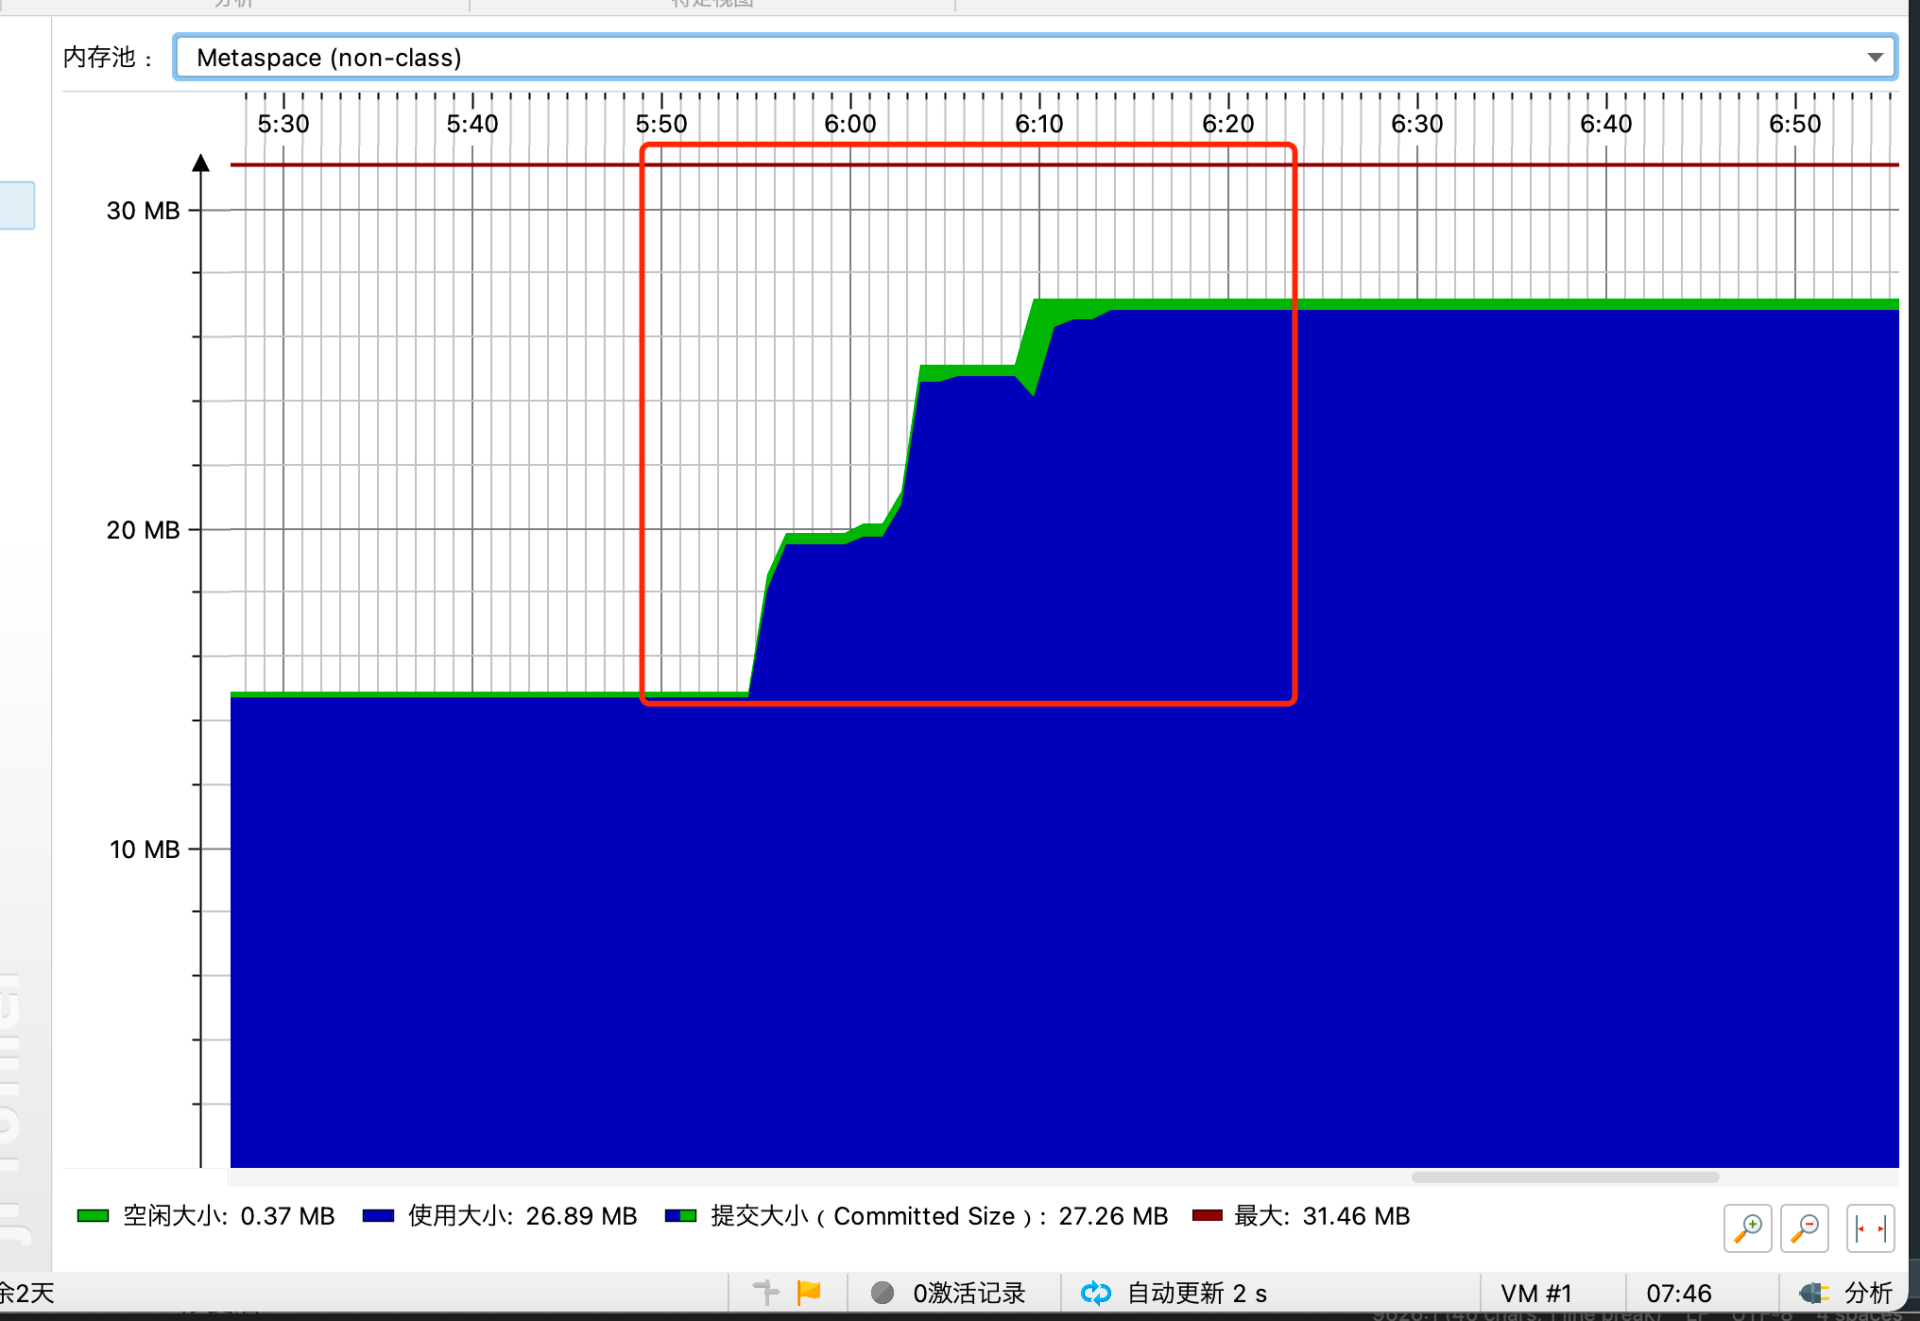 内存池：
Metaspace (non-class)
5:30 5:40 5:50 6:00 6:10 6:20 6:30 6:40 6:50
30 MB
20 MB
10 MB
空闲大小: 0.37 MB 使用大小: 26.89 MB 提交大小（Committed Size）: 27.26 MB 最大: 31.46 MB
余2天 0激活记录 自动更新 2 s VM #1 07:46 分析